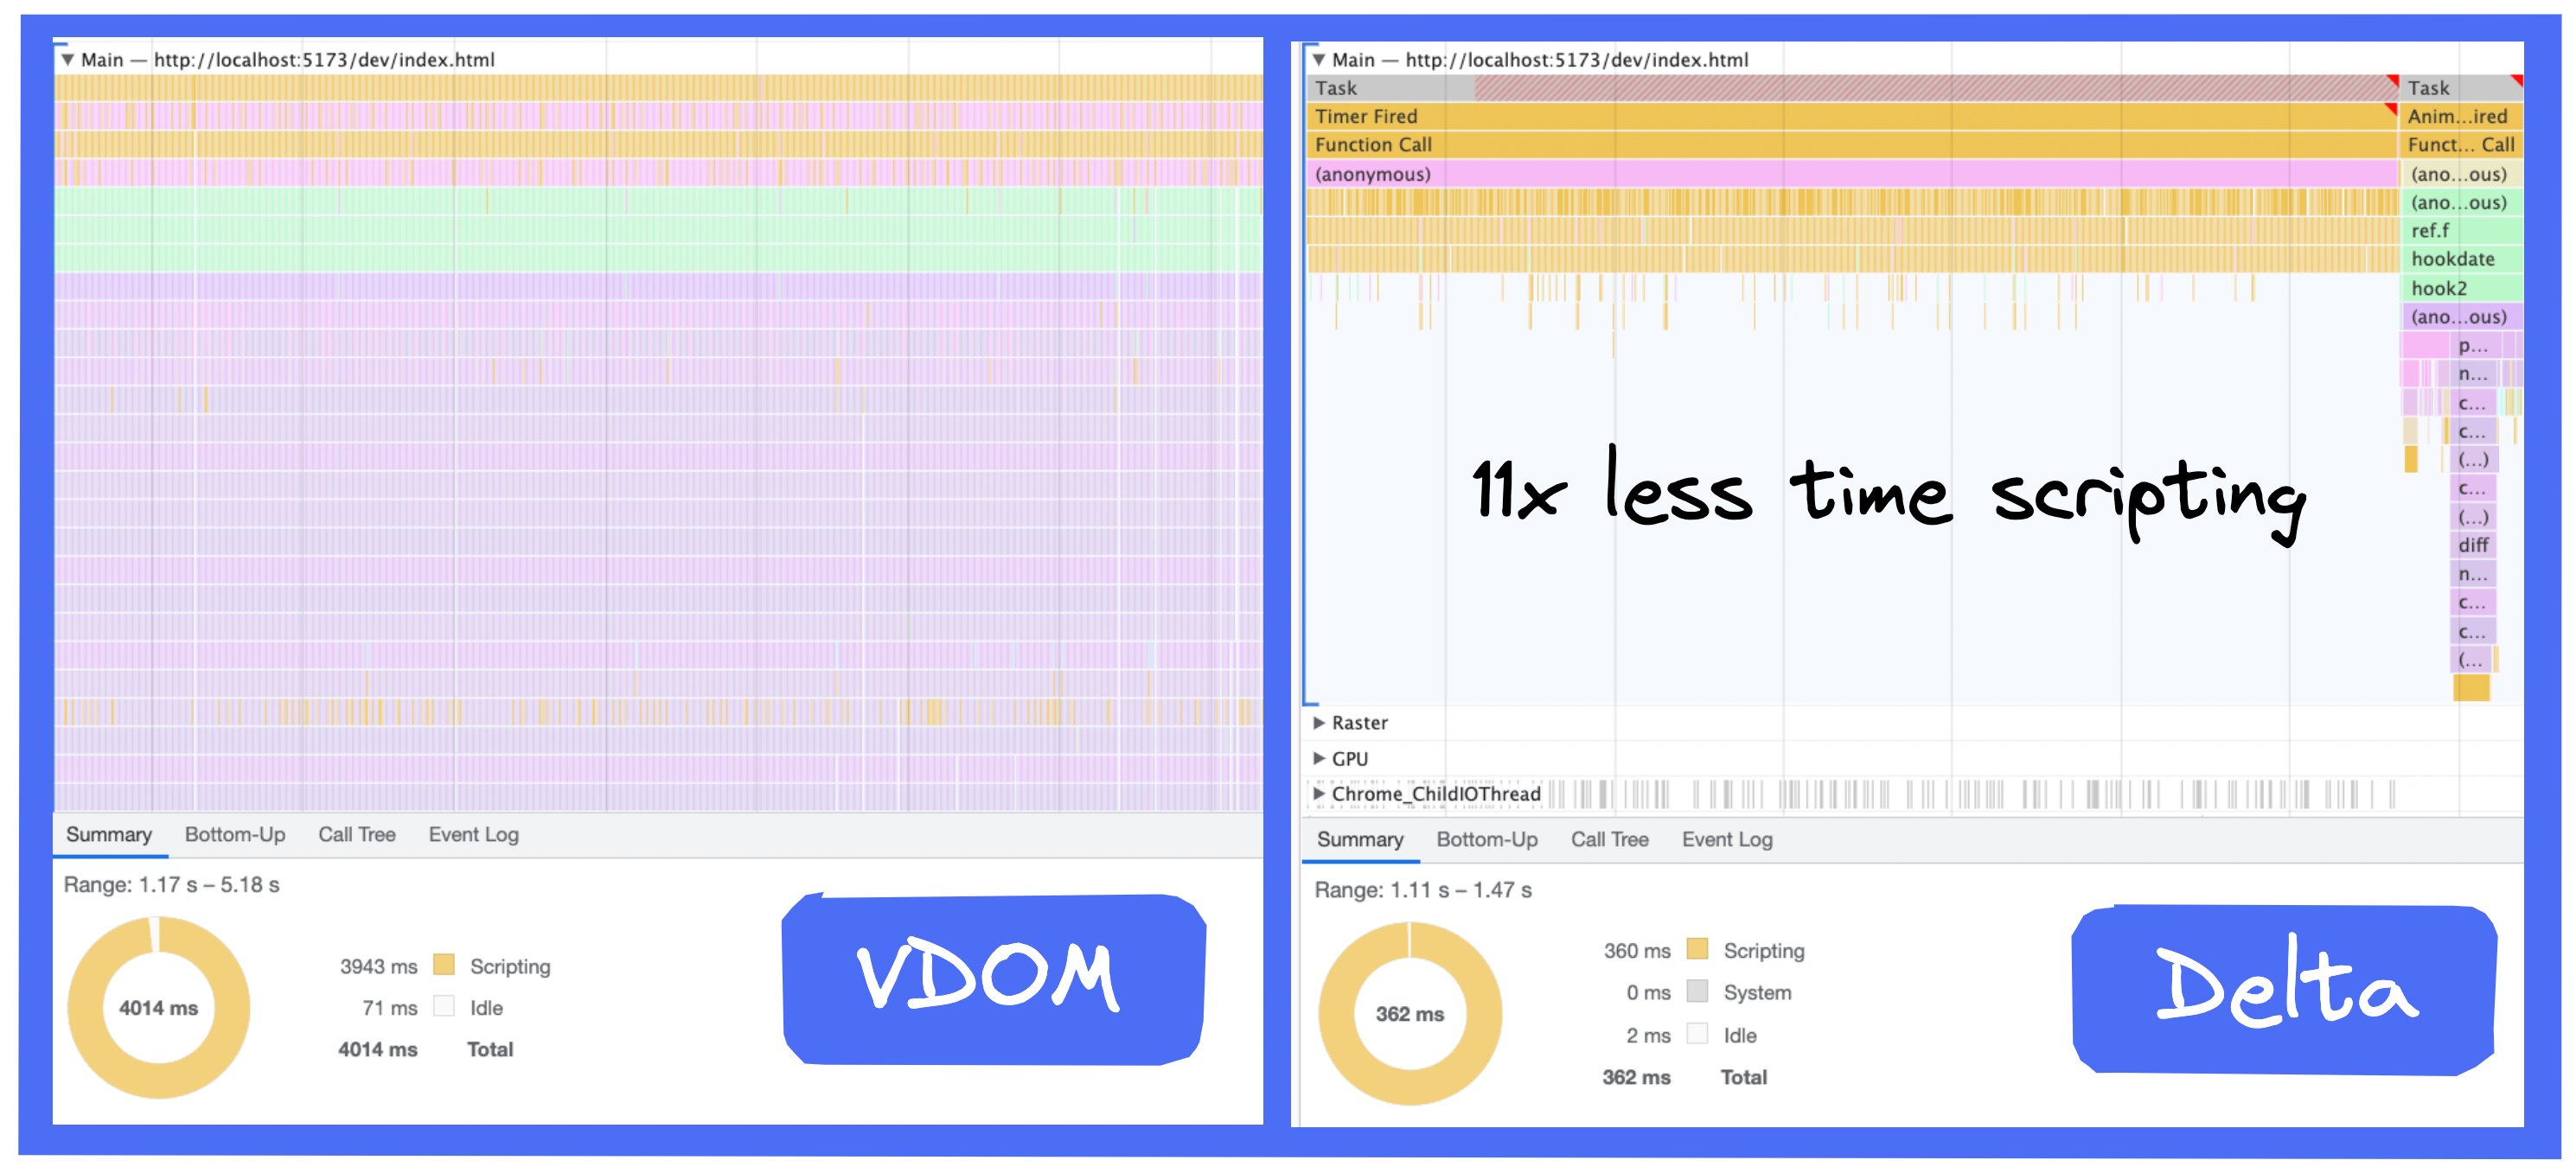 Main — http://localhost:5173/dev/index.html
Summary Bottom-Up Call Tree Event Log
Range: 1.17 s – 5.18 s
4014 ms
3943 ms Scripting
71 ms Idle
4014 ms Total
VDOM
Main — http://localhost:5173/dev/index.html
Task Task
Timer Fired Anim...ired
Function Call Funct... Call
(anonymous) (ano...ous)
(ano...ous)
ref.f
hookdate
hook2
(ano...ous)
p...
n...
c...
c...
(...)
c...
(...)
diff
n...
c...
c...
(...
11x less time scripting
Raster
GPU
Chrome_ChildIOThread
Summary Bottom-Up Call Tree Event Log
Range: 1.11 s – 1.47 s
362 ms
360 ms Scripting
0 ms System
2 ms Idle
362 ms Total
Delta